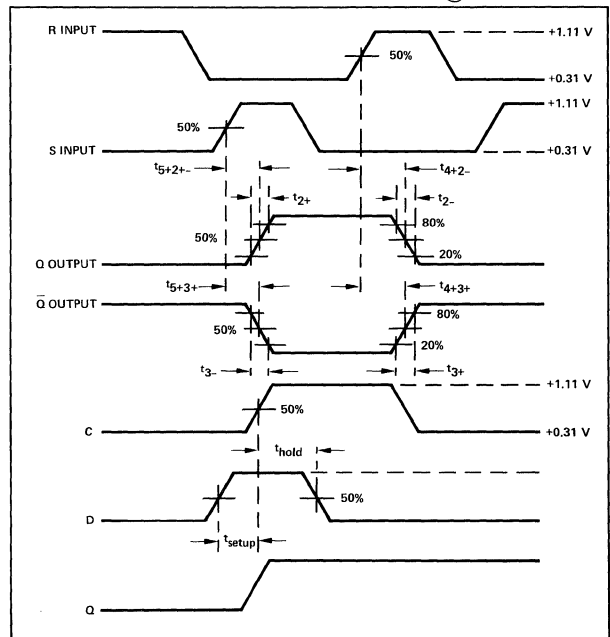 R INPUT
+1.11 V
50%
+0.31 V
+1.11 V
50%
S INPUT
+0.31 V
t5+2+-
t4+2-
t2+
t2-
80%
50%
20%
Q OUTPUT
t5+3+
t4+3+
Q̅ OUTPUT
80%
50%
20%
t3-
t3+
+1.11 V
50%
C
+0.31 V
thold
50%
D
tsetup
Q